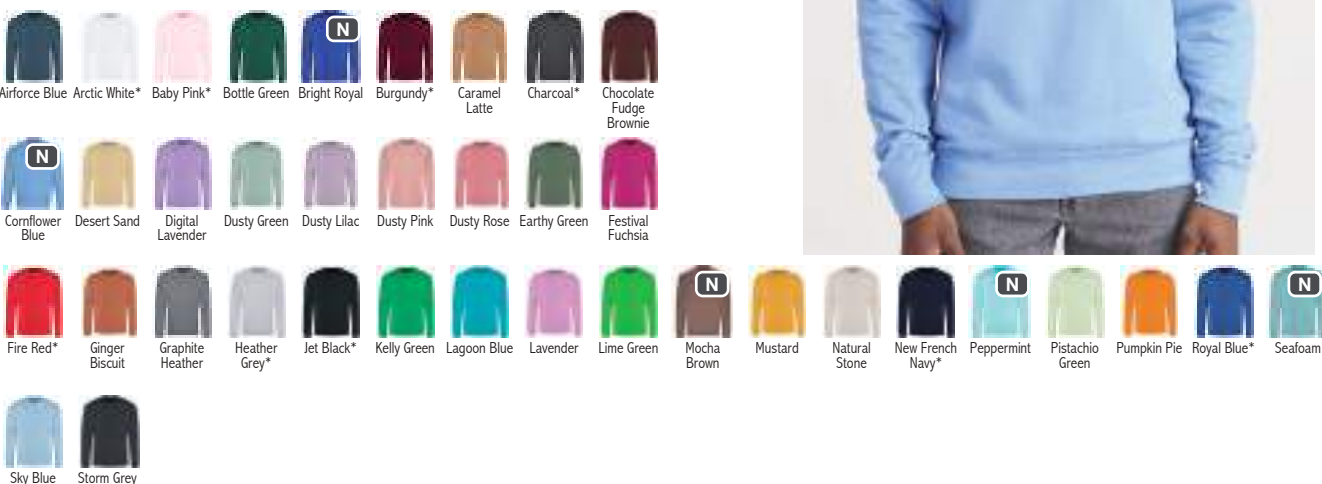 N
Airforce Blue Arctic White* Baby Pink* Bottle Green Bright Royal Burgundy* Caramel Latte Charcoal* Chocolate Fudge Brownie
N
Cornflower Blue Desert Sand Digital Lavender Dusty Green Dusty Lilac Dusty Pink Dusty Rose Earthy Green Festival Fuchsia
N N N
Fire Red* Ginger Biscuit Graphite Heather Heather Grey* Jet Black* Kelly Green Lagoon Blue Lavender Lime Green Mocha Brown Mustard Natural Stone New French Navy* Peppermint Pistachio Green Pumpkin Pie Royal Blue* Seafoam
Sky Blue Storm Grey